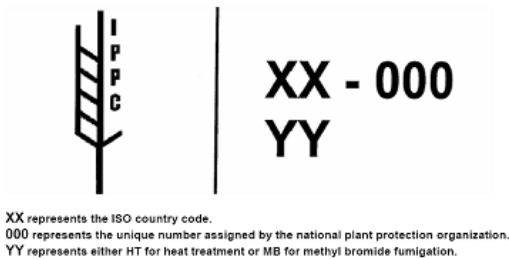 IPPC
XX - 000
YY
XX represents the ISO country code.
000 represents the unique number assigned by the national plant protection organization.
YY represents either HT for heat treatment or MB for methyl bromide fumigation.